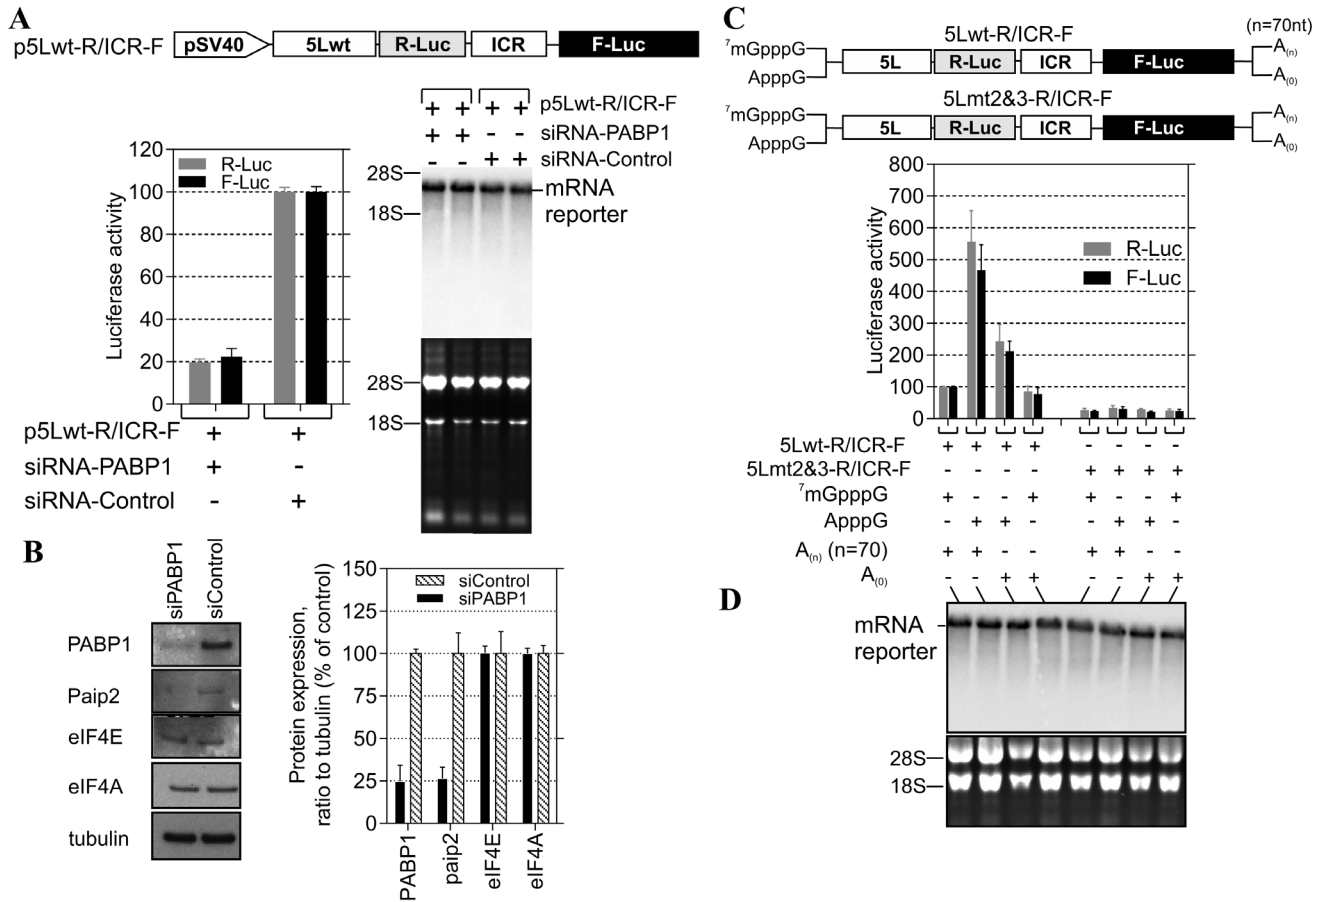 A
p5Lwt-R/ICR-F
pSV40
5Lwt
R-Luc
ICR
F-Luc
+ + + + p5Lwt-R/ICR-F
+ + - - siRNA-PABP1
- - + + siRNA-Control
28S
18S
mRNA
reporter
28S
18S
Luciferase activity
120
100
80
60
40
20
0
R-Luc
F-Luc
p5Lwt-R/ICR-F + +
siRNA-PABP1 + -
siRNA-Control - +
B
siPABP1
siControl
PABP1
Paip2
eIF4E
eIF4A
tubulin
Protein expression,
ratio to tubulin (% of control)
150
125
100
75
50
25
0
siControl
siPABP1
PABP1
paip2
eIF4E
eIF4A
C
5Lwt-R/ICR-F
(n=70nt)
7mGpppG
ApppG
5L
R-Luc
ICR
F-Luc
A(n)
A(0)
5Lmt2&3-R/ICR-F
7mGpppG
ApppG
5L
R-Luc
ICR
F-Luc
A(n)
A(0)
Luciferase activity
800
700
600
500
400
300
200
100
0
R-Luc
F-Luc
5Lwt-R/ICR-F + + + + - - - -
5Lmt2&3-R/ICR-F - - - - + + + +
7mGpppG + - - + + - - +
ApppG - + + - - + + -
A(n) (n=70) + + - - + + - -
A(0) - - + + - - + +
D
mRNA
reporter
28S
18S